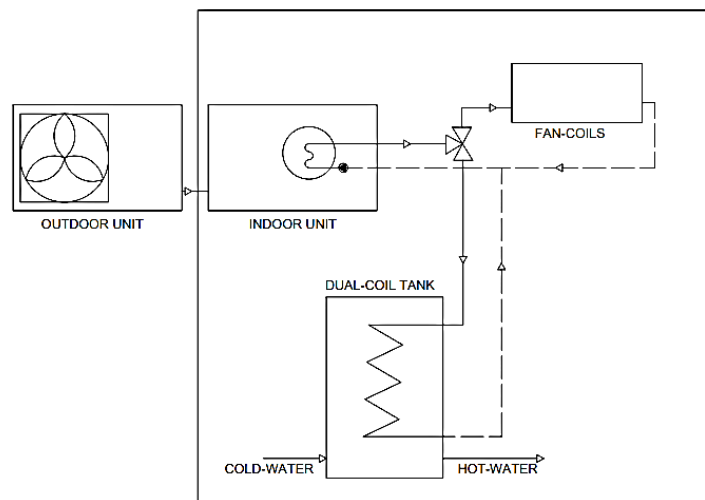 FAN-COILS
OUTDOOR UNIT
INDOOR UNIT
DUAL-COIL TANK
COLD-WATER
HOT-WATER